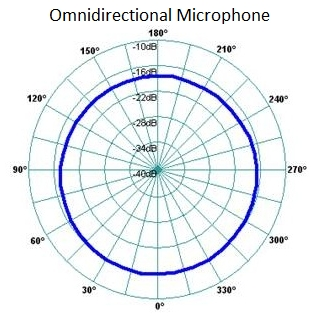 Omnidirectional Microphone
180°
150° -10dB 210°
-16dB
120° -22dB 240°
-28dB
-34dB
90° -40dB 270°
60° 300°
30° 330°
0°